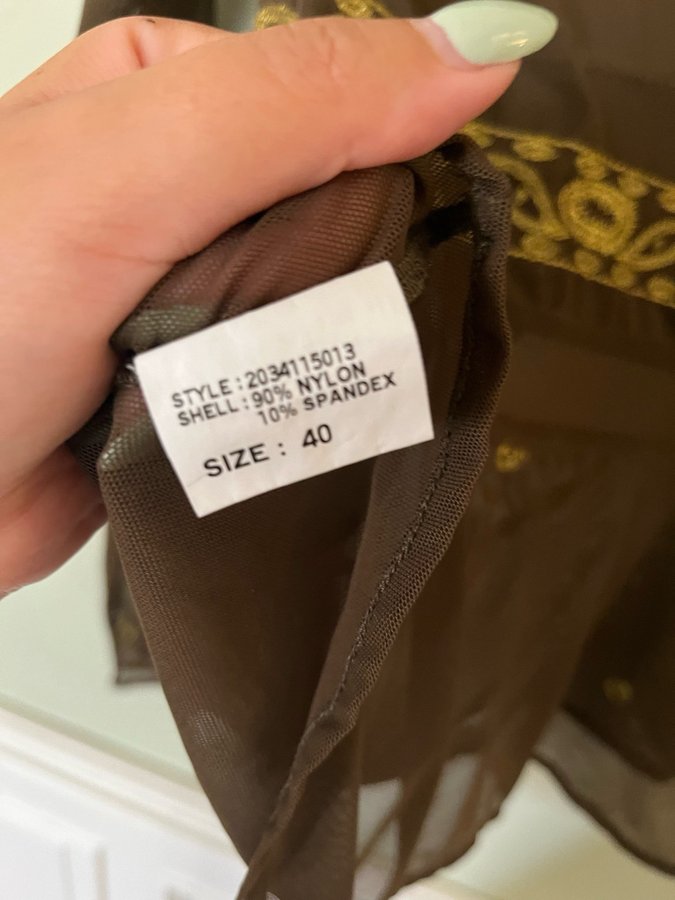 STYLE : 2034115013
SHELL : 90% NYLON
10% SPANDEX
SIZE : 40